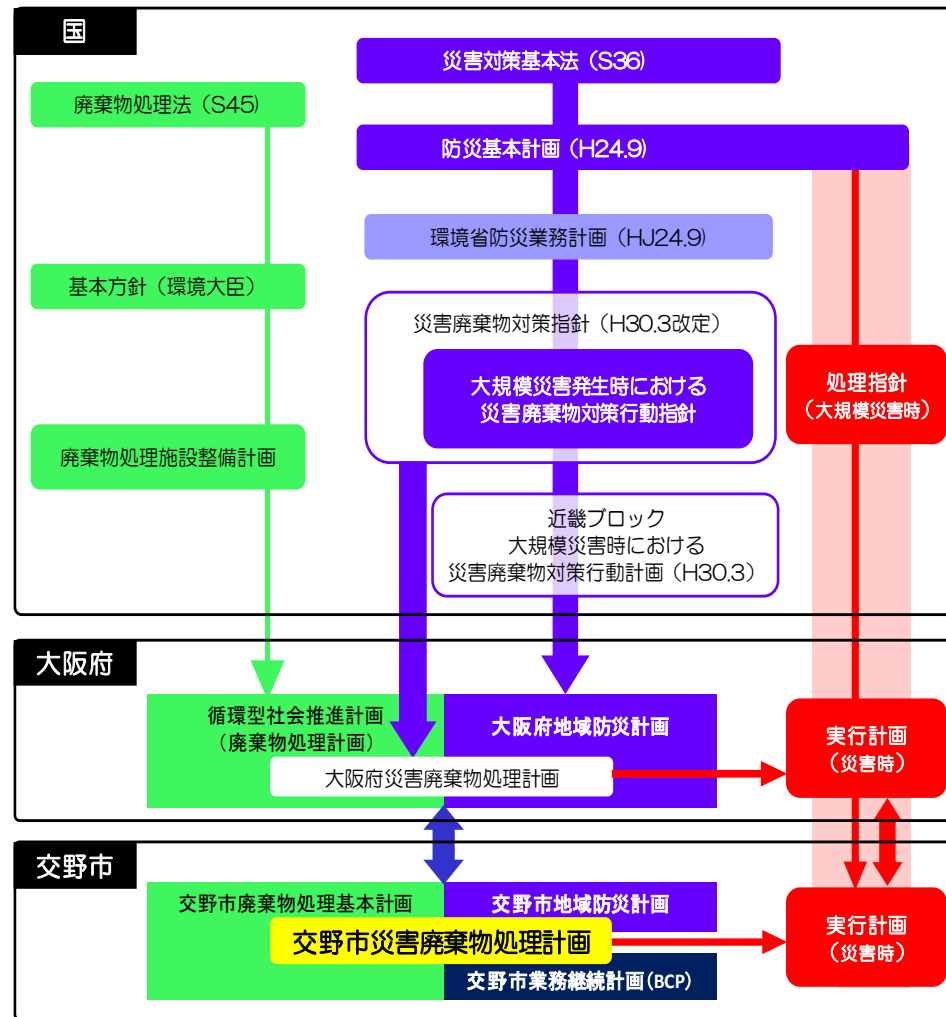 国
災害対策基本法（S36）
廃棄物処理法（S45）
防災基本計画（H24.9）
環境省防災業務計画（HJ24.9）
基本方針（環境大臣）
災害廃棄物対策指針（H30.3改定）
大規模災害発生時における
災害廃棄物対策行動指針
処理指針
（大規模災害時）
廃棄物処理施設整備計画
近畿ブロック
大規模災害時における
災害廃棄物対策行動計画（H30.3）
大阪府
循環型社会推進計画
（廃棄物処理計画）
大阪府地域防災計画
大阪府災害廃棄物処理計画
実行計画
（災害時）
交野市
交野市廃棄物処理基本計画
交野市地域防災計画
交野市災害廃棄物処理計画
交野市業務継続計画(BCP)
実行計画
（災害時）